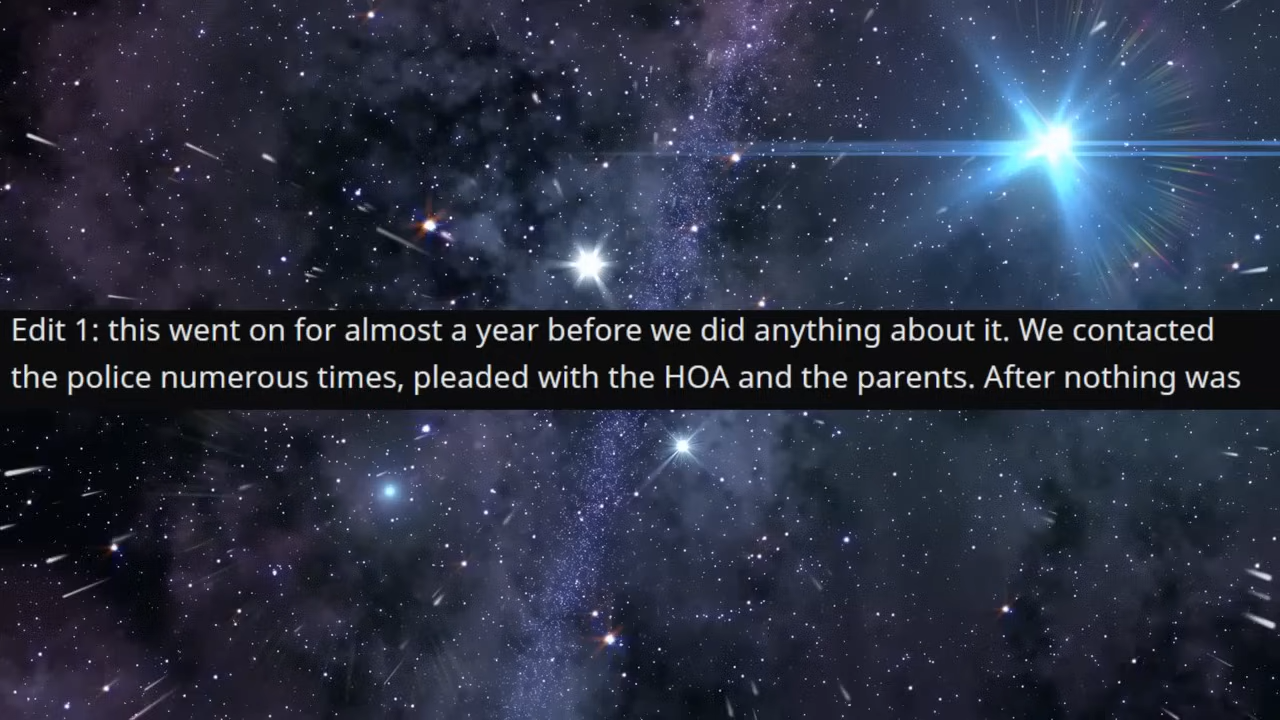 Edit 1: this went on for almost a year before we did anything about it. We contacted
the police numerous times, pleaded with the HOA and the parents. After nothing was